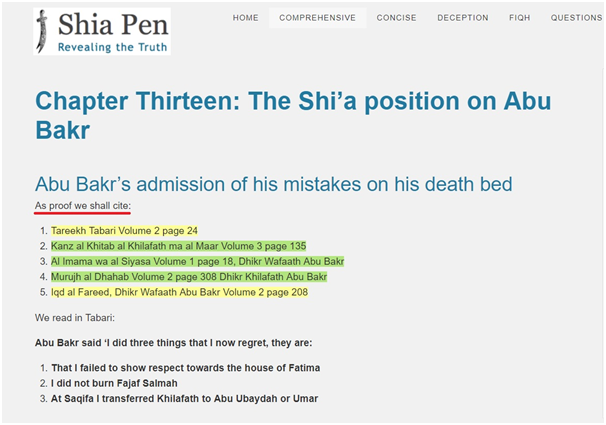 Shia Pen
Revealing the Truth
HOME COMPREHENSIVE CONCISE DECEPTION FIQH QUESTIONS
Chapter Thirteen: The Shi’a position on Abu
Bakr
Abu Bakr’s admission of his mistakes on his death bed
As proof we shall cite:
1. Tareekh Tabari Volume 2 page 24
2. Kanz al Khitab al Khilafath ma al Maar Volume 3 page 135
3. Al Imama wa al Siyasa Volume 1 page 18, Dhikr Wafaath Abu Bakr
4. Murujh al Dhahab Volume 2 page 308 Dhikr Khilafath Abu Bakr
5. Iqd al Fareed, Dhikr Wafaath Abu Bakr Volume 2 page 208
We read in Tabari:
Abu Bakr said ‘I did three things that I now regret, they are:
1. That I failed to show respect towards the house of Fatima
2. I did not burn Fajaf Salmah
3. At Saqifa I transferred Khilafath to Abu Ubaydah or Umar